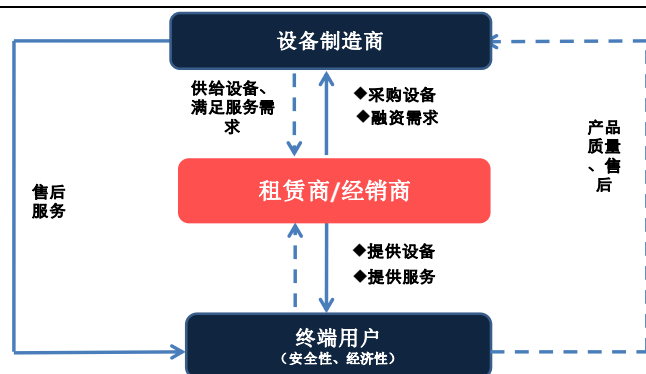 设备制造商
供给设备、
满足服务需
求
◆采购设备
◆融资需求
产品
质量
、售
后
租赁商/经销商
售后
服务
◆提供设备
◆提供服务
终端用户
（安全性、经济性）